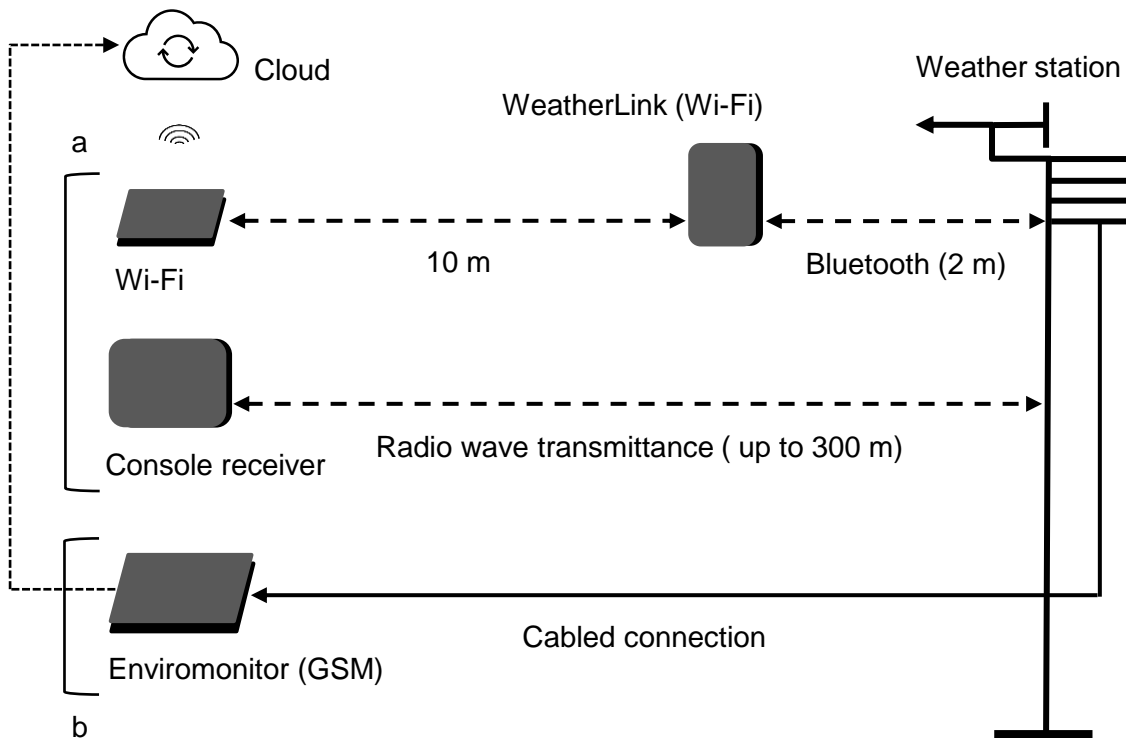 Cloud
Weather station
WeatherLink (Wi-Fi)
a
10 m
Bluetooth (2 m)
Wi-Fi
Radio wave transmittance ( up to 300 m)
Console receiver
Cabled connection
Enviromonitor (GSM)
b